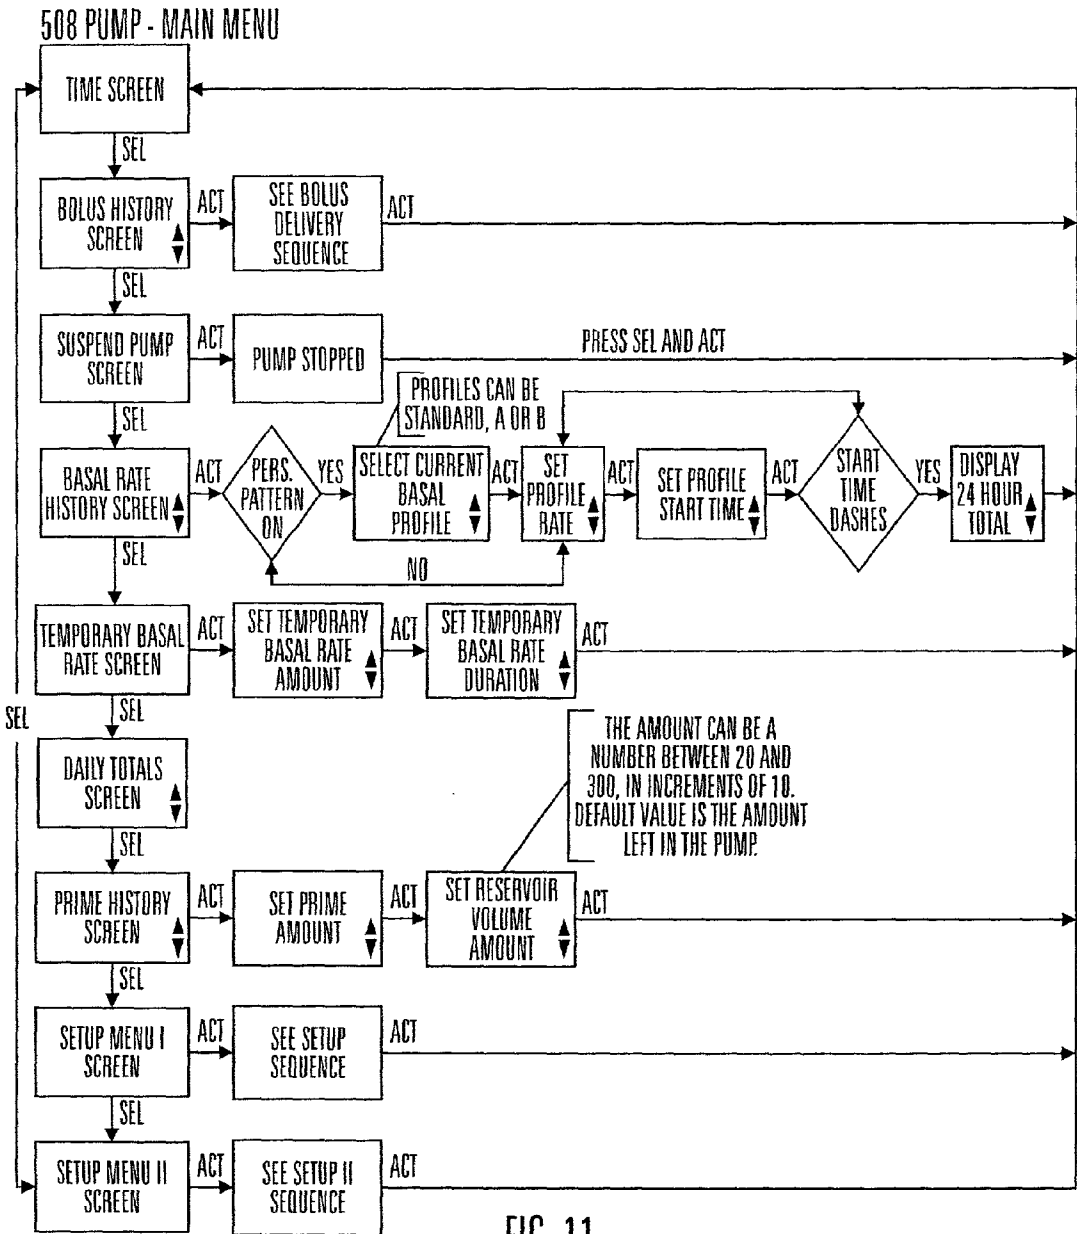 508 PUMP - MAIN MENU
TIME SCREEN
SEL
BOLUS HISTORY
SCREEN
ACT
SEE BOLUS
DELIVERY
SEQUENCE
ACT
SEL
SUSPEND PUMP
SCREEN
ACT
PUMP STOPPED
PRESS SEL AND ACT
SEL
PROFILES CAN BE
STANDARD, A OR B
BASAL RATE
HISTORY SCREEN
ACT
PERS.
PATTERN
ON
YES
SELECT CURRENT
BASAL
PROFILE
ACT
SET
PROFILE
RATE
ACT
SET PROFILE
START TIME
ACT
START
TIME
DASHES
YES
DISPLAY
24 HOUR
TOTAL
NO
SEL
TEMPORARY BASAL
RATE SCREEN
ACT
SET TEMPORARY
BASAL RATE
AMOUNT
ACT
SET TEMPORARY
BASAL RATE
DURATION
ACT
SEL
SEL
DAILY TOTALS
SCREEN
THE AMOUNT CAN BE A
NUMBER BETWEEN 20 AND
300, IN INCREMENTS OF 10.
DEFAULT VALUE IS THE AMOUNT
LEFT IN THE PUMP.
SEL
PRIME HISTORY
SCREEN
ACT
SET PRIME
AMOUNT
ACT
SET RESERVOIR
VOLUME
AMOUNT
ACT
SEL
SETUP MENU I
SCREEN
ACT
SEE SETUP
SEQUENCE
ACT
SEL
SETUP MENU II
SCREEN
ACT
SEE SETUP II
SEQUENCE
ACT
FIG. 11